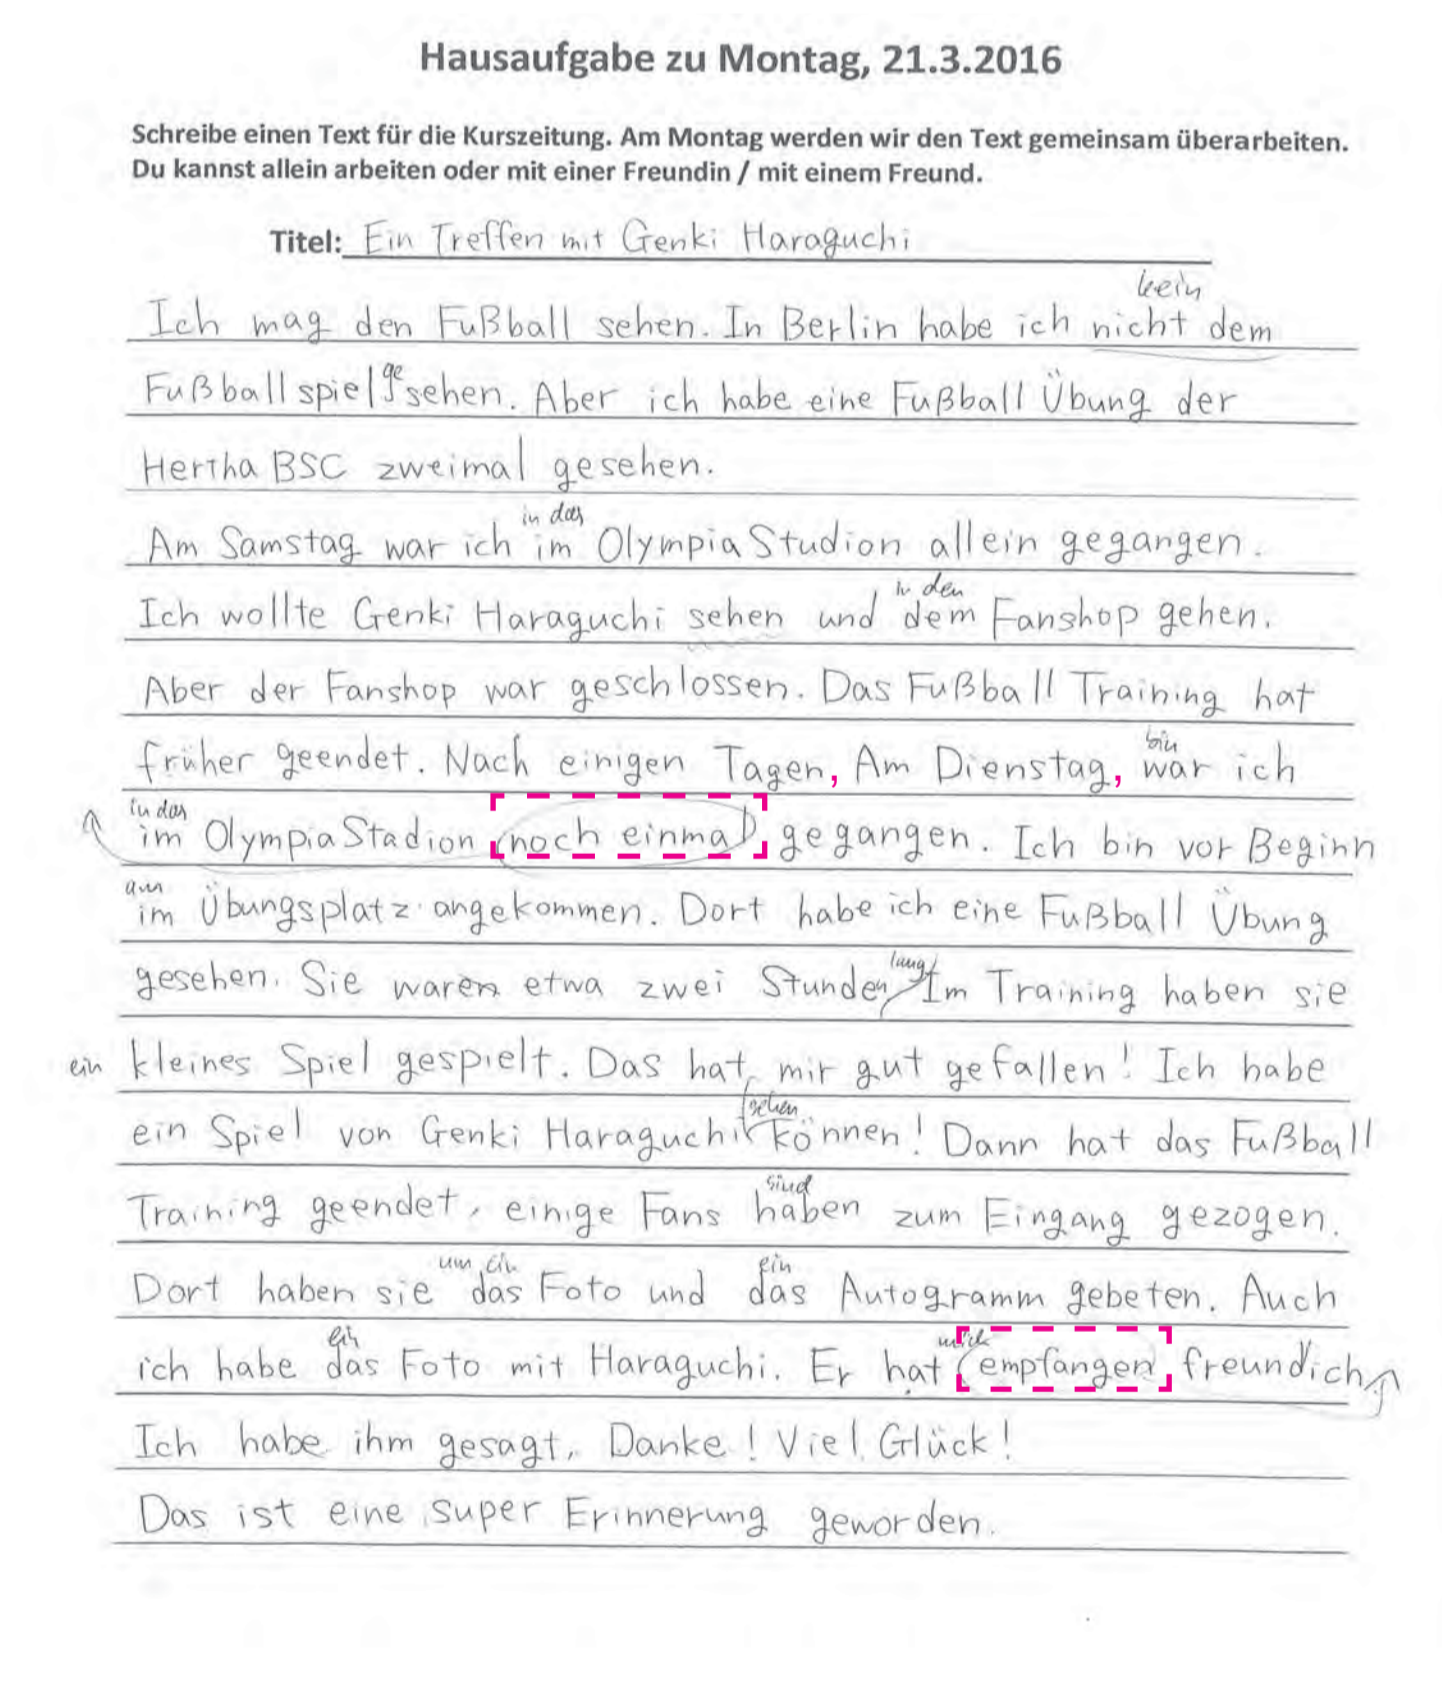 Hausaufgabe zu Montag, 21.3.2016
Schreibe einen Text für die Kurszeitung. Am Montag werden wir den Text gemeinsam überarbeiten.
Du kannst allein arbeiten oder mit einer Freundin / mit einem Freund.
Titel: Ein Treffen mit Genki Haraguchi
kein
Ich mag den Fußball sehen. In Berlin habe ich nicht dem
ge
Fußballspiel sehen. Aber ich habe eine Fußball Übung der
Hertha BSC zweimal gesehen.
in das
Am Samstag war ich im Olympia Studion allein gegangen.
in den
Ich wollte Genki Haraguchi sehen und dem Fanshop gehen.
Aber der Fanshop war geschlossen. Das Fußball Training hat
bin
früher geendet. Nach einigen Tagen, Am Dienstag, war ich
in das
im Olympia Stadion (noch einmal) gegangen. Ich bin vor Beginn
am
im Übungsplatz angekommen. Dort habe ich eine Fußball Übung
lang
gesehen. Sie waren etwa zwei Stunden Im Training haben sie
ein kleines Spiel gespielt. Das hat mir gut gefallen! Ich habe
sehen
ein Spiel von Genki Haraguchi können! Dann hat das Fußball
sind
Training geendet, einige Fans haben zum Eingang gezogen.
um ein ein
Dort haben sie das Foto und das Autogramm gebeten. Auch
ein mich
ich habe das Foto mit Haraguchi. Er hat (empfangen) freundlich
Ich habe ihm gesagt, Danke! Viel Glück!
Das ist eine super Erinnerung geworden.